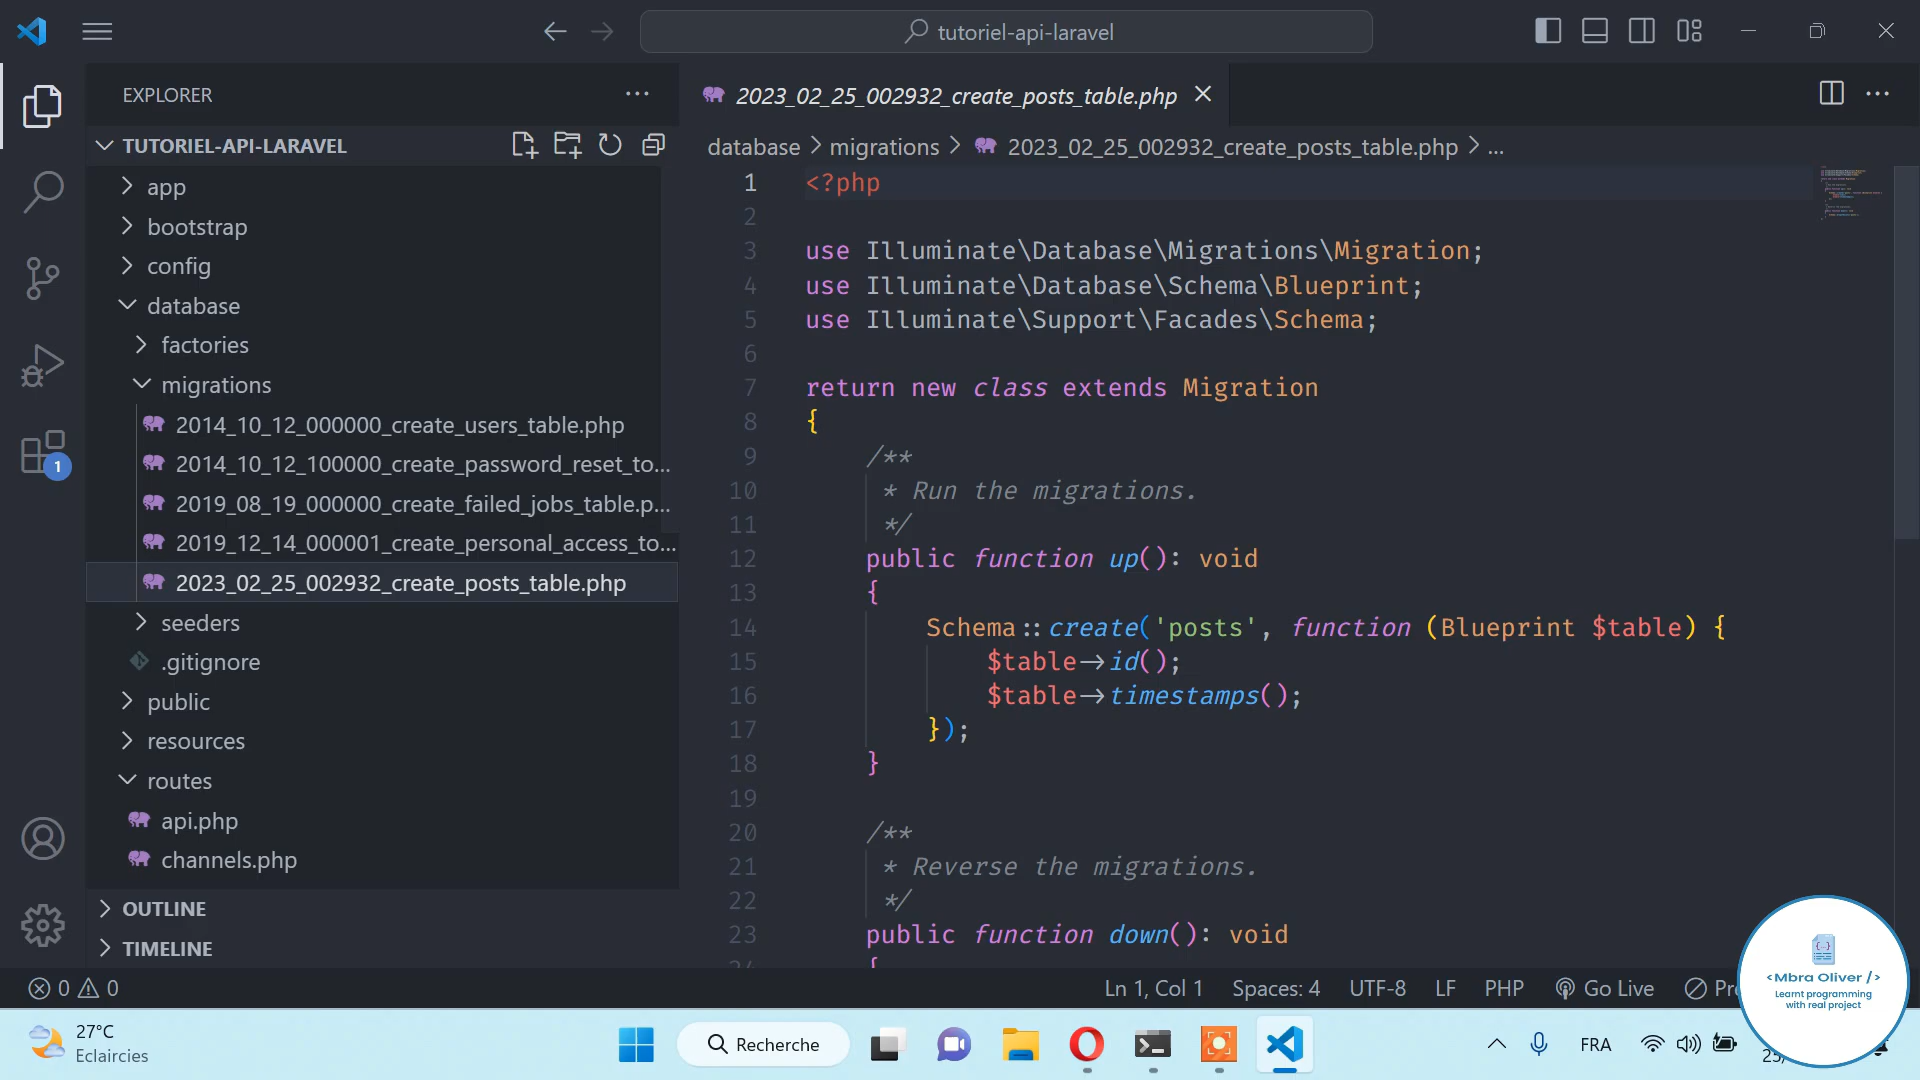 tutoriel-api-laravel
EXPLORER
TUTORIEL-API-LARAVEL
app
bootstrap
config
database
factories
migrations
2014_10_12_000000_create_users_table.php
2014_10_12_100000_create_password_reset_to...
2019_08_19_000000_create_failed_jobs_table.p...
2019_12_14_000001_create_personal_access_to...
2023_02_25_002932_create_posts_table.php
seeders
.gitignore
public
resources
routes
api.php
channels.php
OUTLINE
TIMELINE
1
2023_02_25_002932_create_posts_table.php
database > migrations > 2023_02_25_002932_create_posts_table.php > ...
1 <?php
2
3 use Illuminate\Database\Migrations\Migration;
4 use Illuminate\Database\Schema\Blueprint;
5 use Illuminate\Support\Facades\Schema;
6
7 return new class extends Migration
8 {
9 /**
10 * Run the migrations.
11 */
12 public function up(): void
13 {
14 Schema::create('posts', function (Blueprint $table) {
15 $table->id();
16 $table->timestamps();
17 });
18 }
19
20 /**
21 * Reverse the migrations.
22 */
23 public function down(): void
24 {
0 0
Ln 1, Col 1 Spaces: 4 UTF-8 LF PHP Go Live
<Mbra Oliver />
Learnt programming
with real project
27°C
Eclaircies
Recherche
FRA